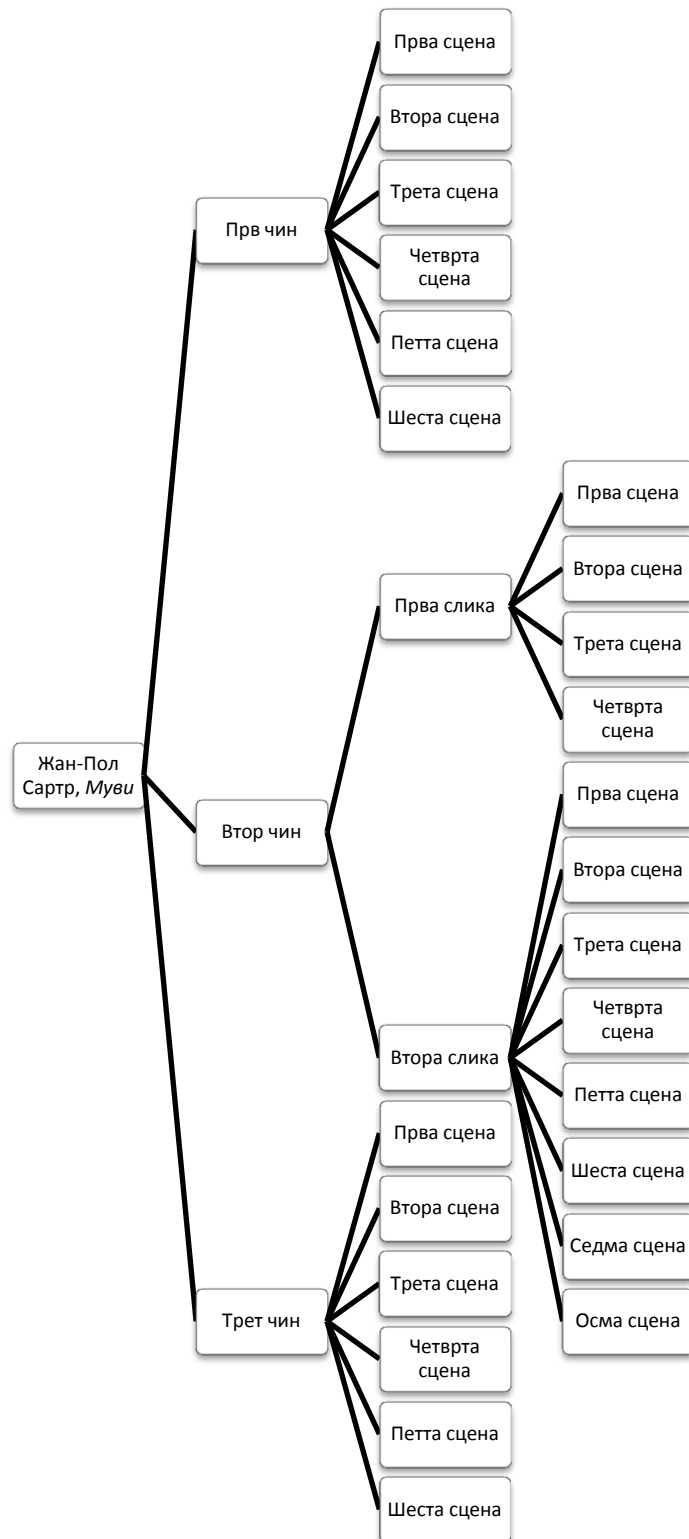 Жан-Пол
Сартр, Муви
Прв чин
Прва сцена
Втора сцена
Трета сцена
Четврта
сцена
Петта сцена
Шеста сцена
Втор чин
Прва слика
Прва сцена
Втора сцена
Трета сцена
Четврта
сцена
Втора слика
Прва сцена
Втора сцена
Трета сцена
Четврта
сцена
Петта сцена
Шеста сцена
Седма сцена
Осма сцена
Трет чин
Прва сцена
Втора сцена
Трета сцена
Четврта
сцена
Петта сцена
Шеста сцена